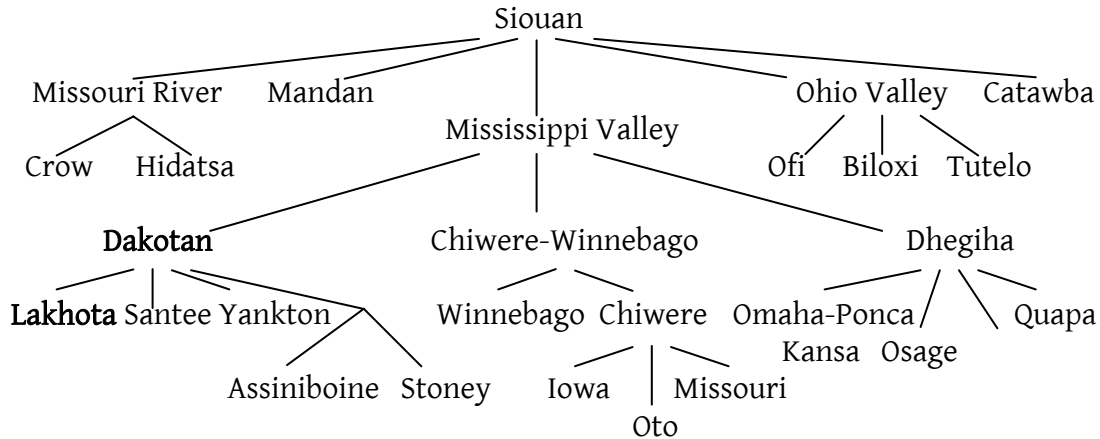 Siouan
Missouri River Mandan Ohio Valley Catawba
Mississippi Valley
Crow Hidatsa Ofi Biloxi Tutelo
Dakotan Chiwere-Winnebago Dhegiha
Lakhota Santee Yankton Winnebago Chiwere Omaha-Ponca Quapa
Kansa Osage
Assiniboine Stoney Iowa Missouri
Oto